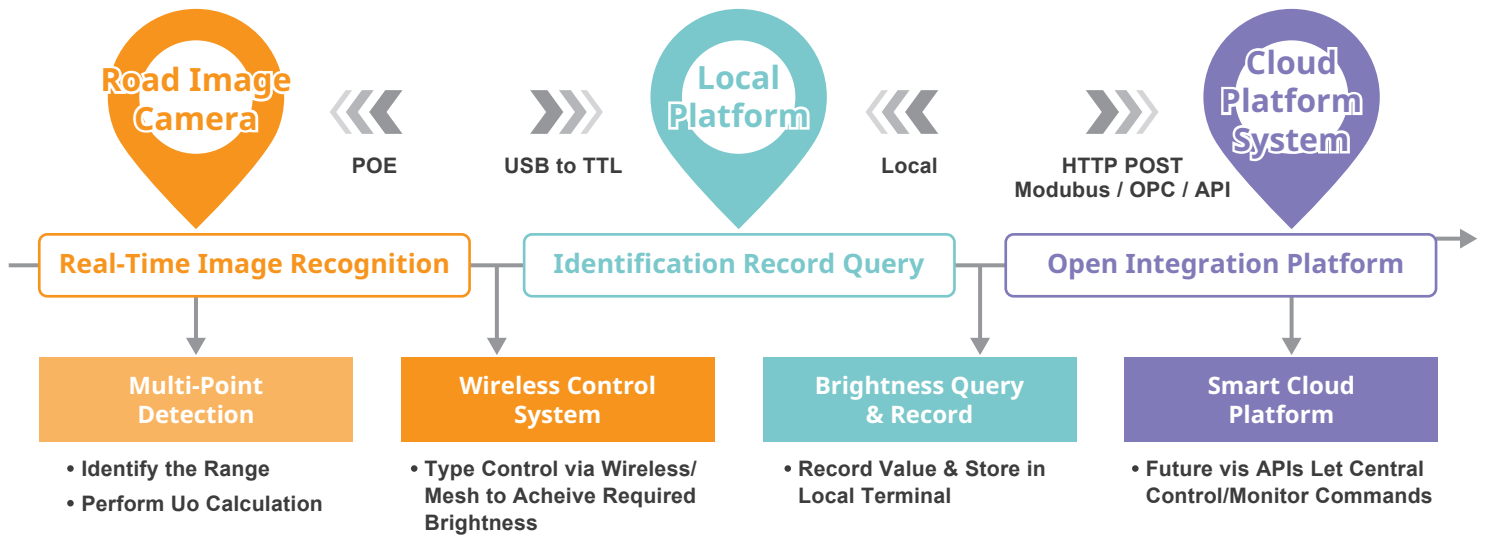 Road Image
Camera
POE
USB to TTL
Local
Platform
Local
HTTP POST
Modubus / OPC / API
Cloud
Platform
System
Real-Time Image Recognition
Identification Record Query
Open Integration Platform
Multi-Point
Detection
• Identify the Range
• Perform Uo Calculation
Wireless Control
System
• Type Control via Wireless/
Mesh to Acheive Required
Brightness
Brightness Query
& Record
• Record Value & Store in
Local Terminal
Smart Cloud
Platform
• Future vis APIs Let Central
Control/Monitor Commands